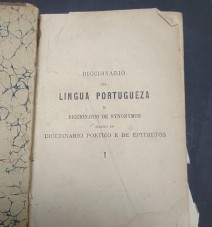 DICCIONARIO
DA
LINGUA PORTUGUEZA
E
DICCIONARIO DE SYNONYMOS
SEGUIDO DO
DICCIONARIO POETICO E DE EPITHETOS
I